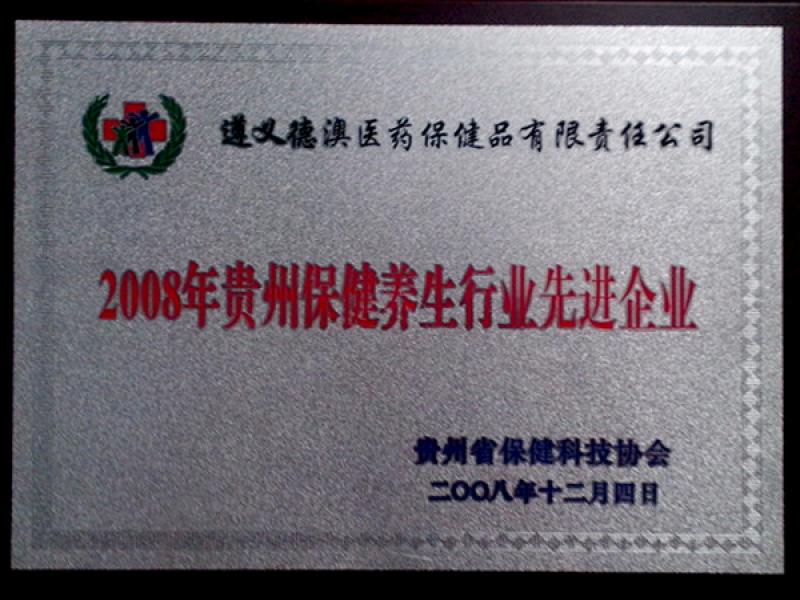 遵义德澳医药保健品有限责任公司
2008年贵州保健养生行业先进企业
贵州省保健科技协会
二〇〇八年十二月四日